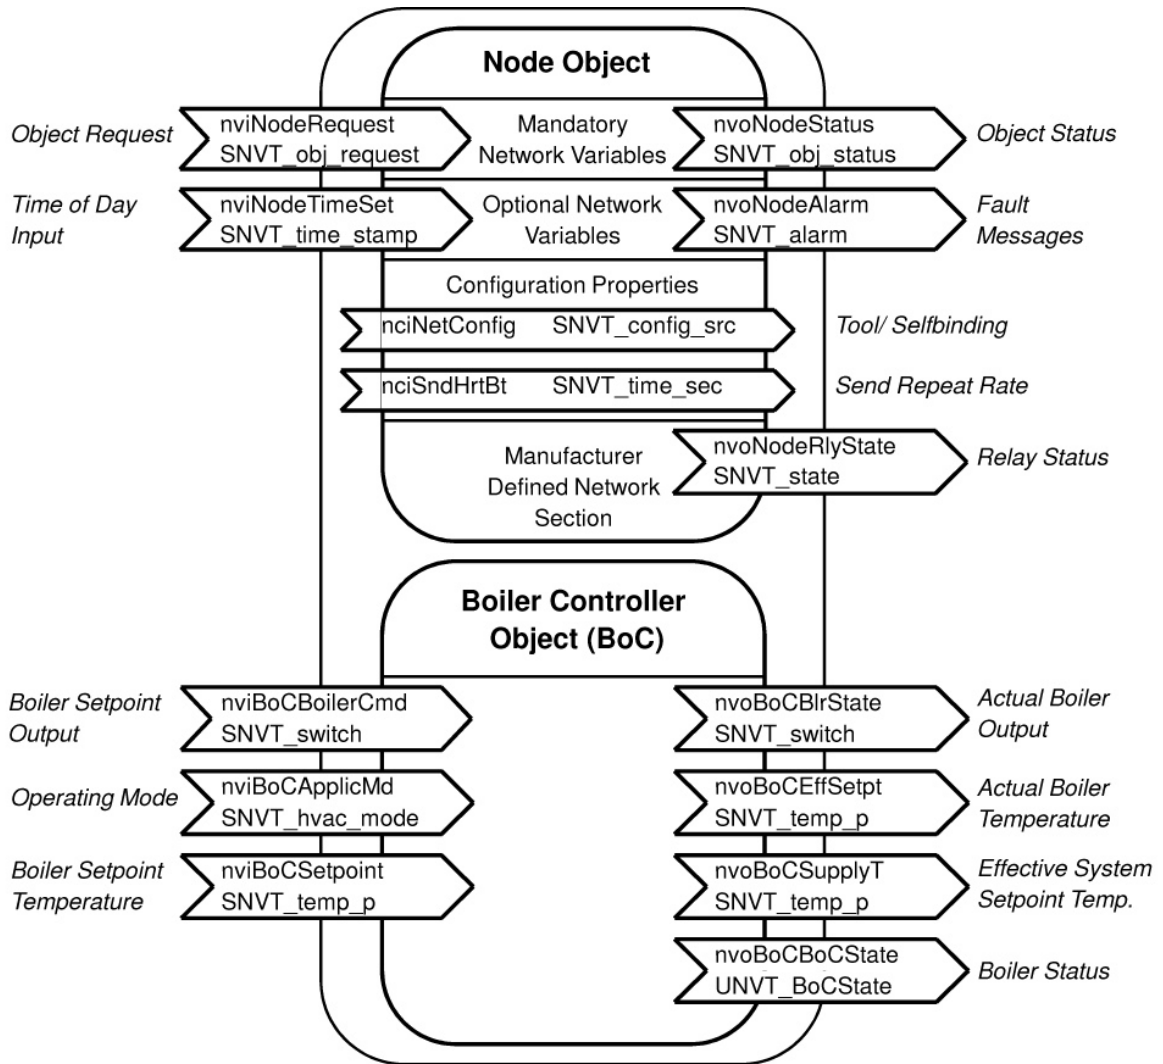 Node Object
Object Request
nviNodeRequest
SNVT_obj_request
Mandatory
Network Variables
nvoNodeStatus
SNVT_obj_status
Object Status
Time of Day
Input
nviNodeTimeSet
SNVT_time_stamp
Optional Network
Variables
nvoNodeAlarm
SNVT_alarm
Fault
Messages
Configuration Properties
nciNetConfig SNVT_config_src
Tool/ Selfbinding
nciSndHrtBt SNVT_time_sec
Send Repeat Rate
Manufacturer
Defined Network
Section
nvoNodeRlyState
SNVT_state
Relay Status
Boiler Controller
Object (BoC)
Boiler Setpoint
Output
nviBoCBoilerCmd
SNVT_switch
nvoBoCBlrState
SNVT_switch
Actual Boiler
Output
Operating Mode
nviBoCApplicMd
SNVT_hvac_mode
nvoBoCEffSetpt
SNVT_temp_p
Actual Boiler
Temperature
Boiler Setpoint
Temperature
nviBoCSetpoint
SNVT_temp_p
nvoBoCSupplyT
SNVT_temp_p
Effective System
Setpoint Temp.
nvoBoCBoCState
UNVT_BoCState
Boiler Status